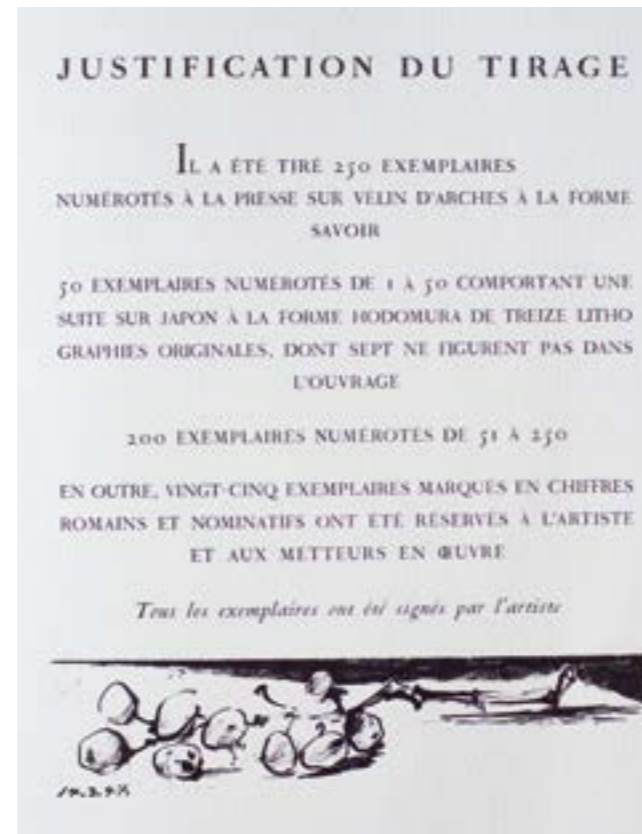 JUSTIFICATION DU TIRAGE
IL A ÉTÉ TIRÉ 250 EXEMPLAIRES
NUMÉROTÉS À LA PRESSE SUR VÉLIN D'ARCHES À LA FORME
SAVOIR
50 EXEMPLAIRES NUMÉROTÉS DE 1 À 50 COMPORTANT UNE
SUITE SUR JAPON À LA FORME HODOMURA DE TREIZE LITHO
GRAPHIES ORIGINALES, DONT SEPT NE FIGURENT PAS DANS
L'OUVRAGE
200 EXEMPLAIRES NUMÉROTÉS DE 51 À 250
EN OUTRE, VINGT-CINQ EXEMPLAIRES MARQUÉS EN CHIFFRES
ROMAINS ET NOMINATIFS ONT ÉTÉ RÉSERVÉS À L'ARTISTE
ET AUX METTEURS EN ŒUVRE
Tous les exemplaires ont été signés par l'artiste